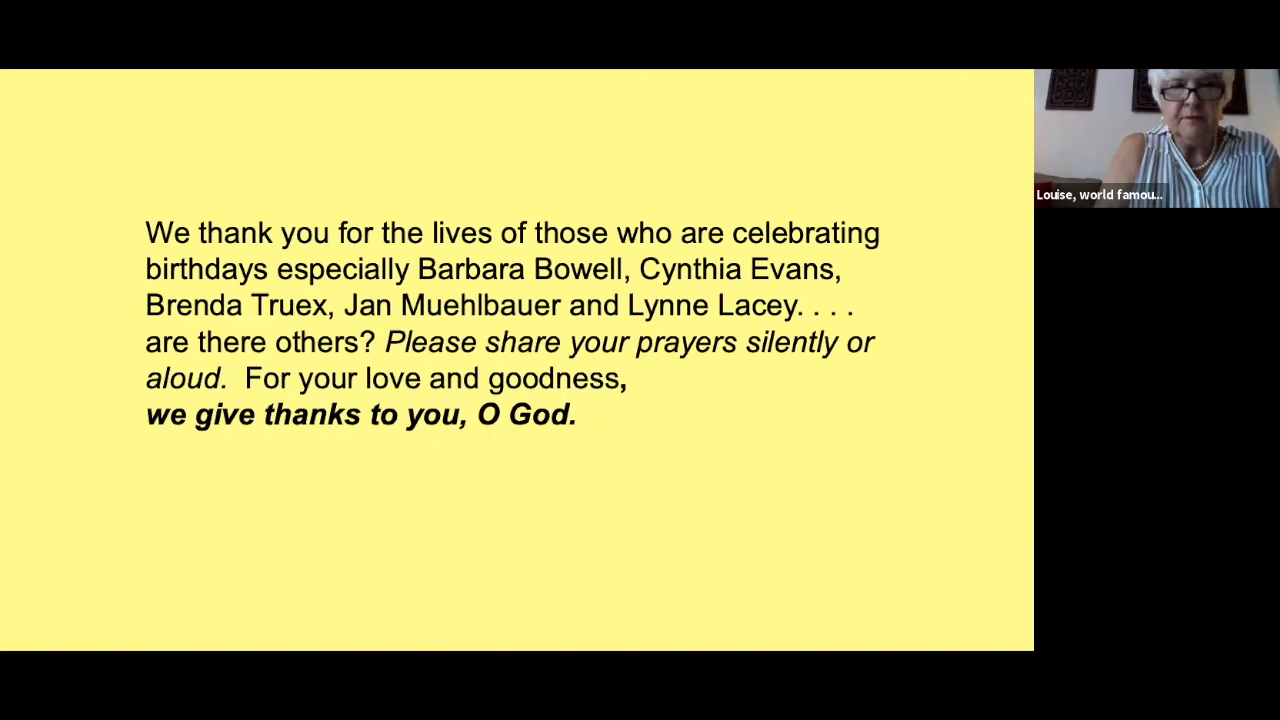 We thank you for the lives of those who are celebrating
birthdays especially Barbara Bowell, Cynthia Evans,
Brenda Truex, Jan Muehlbauer and Lynne Lacey. . . .
are there others? Please share your prayers silently or
aloud.  For your love and goodness,
we give thanks to you, O God.
Louise, world famou...